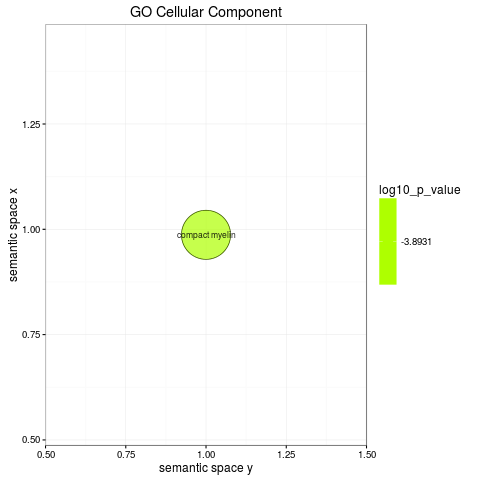 GO Cellular Component
semantic space x
1.25
1.00
0.75
0.50
compact myelin
0.50 0.75 1.00 1.25 1.50
semantic space y
log10_p_value
-3.8931